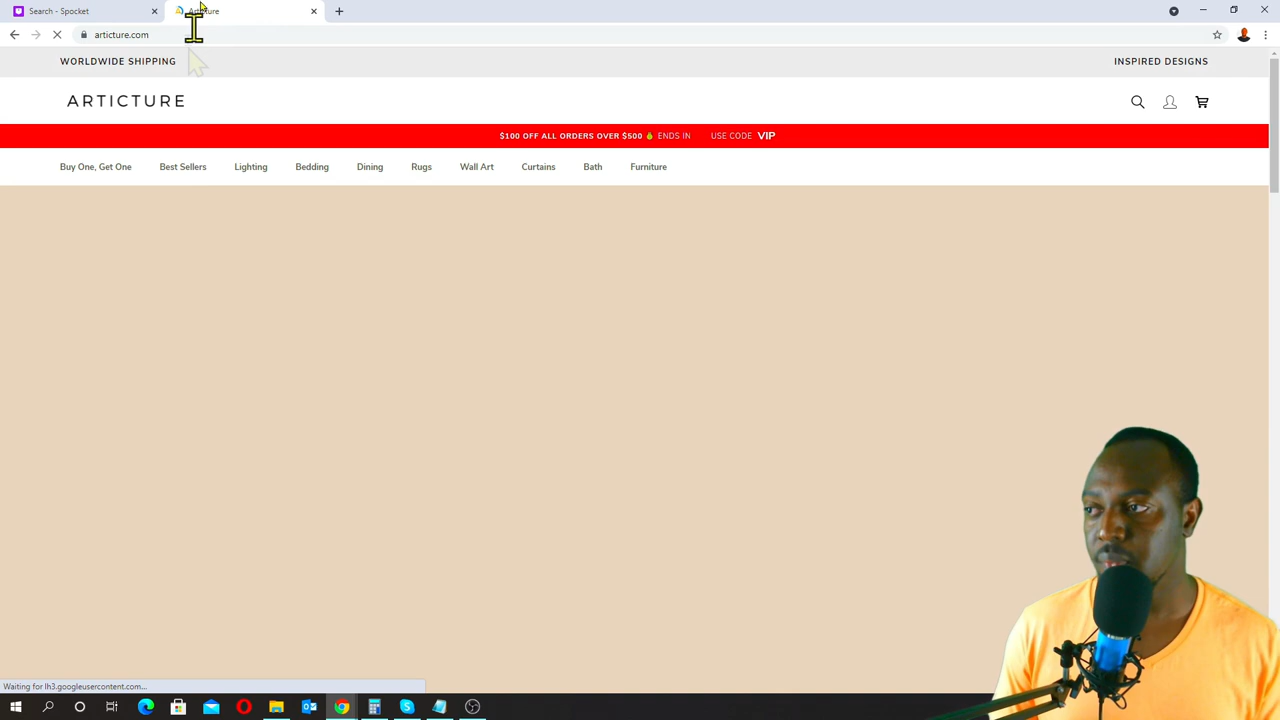 Search - Spocket
Articture
articture.com
WORLDWIDE SHIPPING
INSPIRED DESIGNS
ARTICTURE
$100 OFF ALL ORDERS OVER $500 ENDS IN USE CODE VIP
Buy One, Get One Best Sellers Lighting Bedding Dining Rugs Wall Art Curtains Bath Furniture
Waiting for lh3.googleusercontent.com...